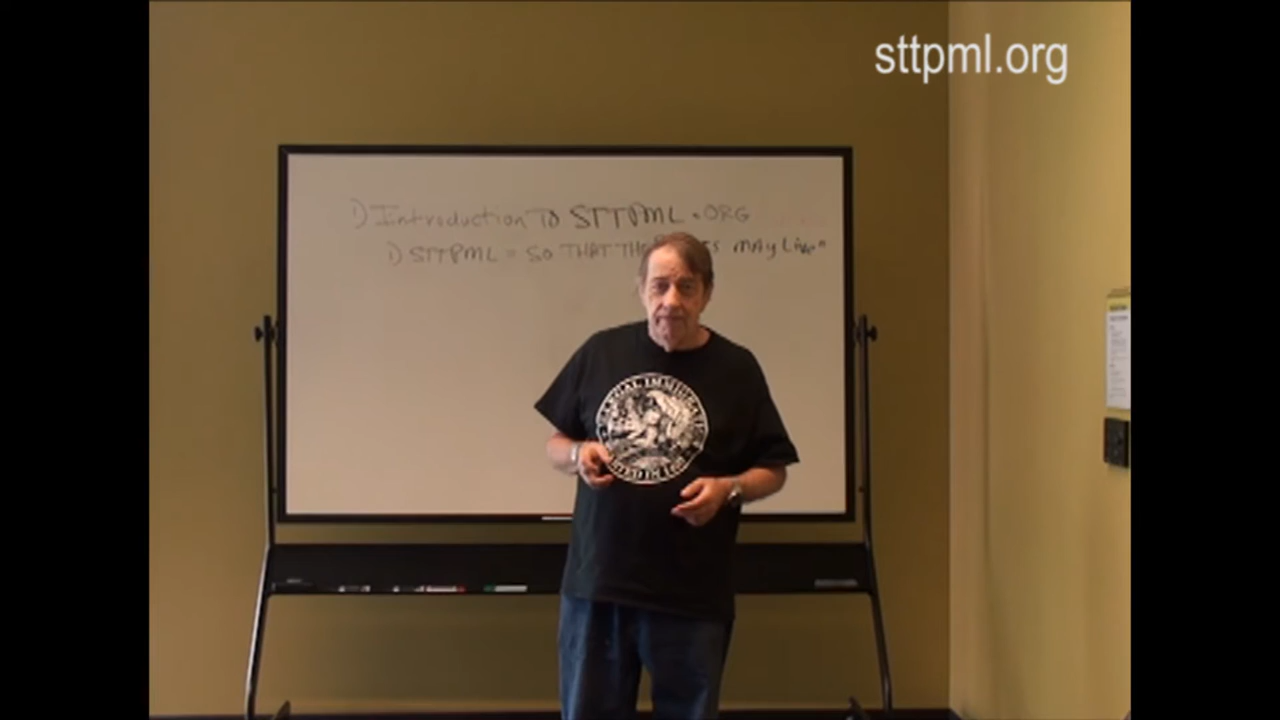 sttpml.org
1) Introduction TO STTPML.ORG
1) STTPML = SO THAT THE MAY Live"